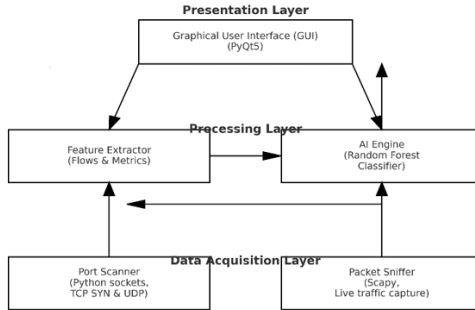 Presentation Layer
Graphical User Interface (GUI)
(PyQt5)
Processing Layer
Feature Extractor
(Flows & Metrics)
AI Engine
(Random Forest
Classifier)
Data Acquisition Layer
Port Scanner
(Python sockets,
TCP SYN & UDP)
Packet Sniffer
(Scapy,
Live traffic capture)